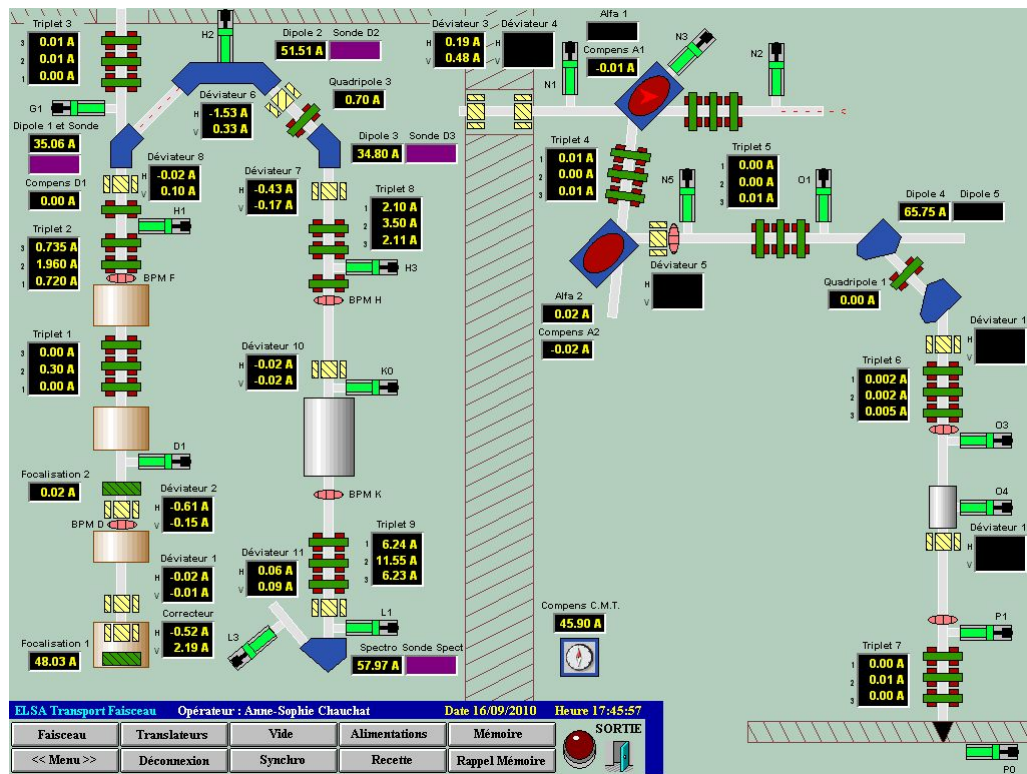 Triplet 3
3 0.01 A
2 0.01 A
1 0.00 A
G1
H2
Dipole 2 Sonde D2
51.51 A
Quadripole 3
0.70 A
Déviateur 6
H -1.53 A
V 0.33 A
Dipole 1 et Sonde
35.06 A
Compens D1
0.00 A
Déviateur 8
H -0.02 A
V 0.10 A
Dipole 3 Sonde D3
34.80 A
Déviateur 7
H -0.43 A
V -0.17 A
Triplet 8
1 2.10 A
2 3.50 A
3 2.11 A
H1
Triplet 2
3 0.735 A
2 1.960 A
1 0.720 A
BPM F
H3
BPM H
Triplet 1
3 0.00 A
2 0.30 A
1 0.00 A
Déviateur 10
H -0.02 A
V -0.02 A
K0
D1
Focalisation 2
0.02 A
Déviateur 2
H -0.61 A
V -0.15 A
BPM D
BPM K
Déviateur 1
H -0.02 A
V -0.01 A
Correcteur
H -0.52 A
V 2.19 A
Focalisation 1
48.03 A
Triplet 9
1 6.24 A
2 11.55 A
3 6.23 A
Déviateur 11
H 0.06 A
V 0.09 A
L3
L1
Spectro Sonde Spect
57.97 A
Déviateur 3 Déviateur 4
H 0.19 A H
V 0.48 A V
Alfa 1
Compens A1
-0.01 A
N3
N2
N1
Triplet 4
1 0.01 A
2 0.00 A
3 0.01 A
Triplet 5
1 0.00 A
2 0.00 A
3 0.01 A
N5
O1
Dipole 4 Dipole 5
65.75 A
Déviateur 5
H
V
Alfa 2
0.02 A
Compens A2
-0.02 A
Quadripole 1
0.00 A
Déviateur 1
H
V
Triplet 6
1 0.002 A
2 0.002 A
3 0.005 A
O3
O4
Déviateur 1
H
V
Compens C.M.T.
45.90 A
P1
Triplet 7
1 0.00 A
2 0.01 A
3 0.00 A
P0
ELSA Transport Faisceau Opérateur : Anne-Sophie Chauchat Date 16/09/2010 Heure 17:45:57
Faisceau Translateurs Vide Alimentations Mémoire SORTIE
<< Menu >> Déconnexion Synchro Recette Rappel Mémoire